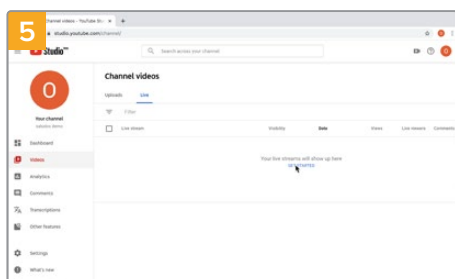 5
Channel videos - YouTube St
studio.youtube.com/channel/
Studio
Search across your channel
O
Your channel
Channel videos
Uploads
Live
Filter
Live stream
Visibility
Date
Views
Live viewers
Comments
Your live streams will show up here
GET STARTED
Dashboard
Videos
Analytics
Comments
Transcriptions
Other features
Settings
What's new